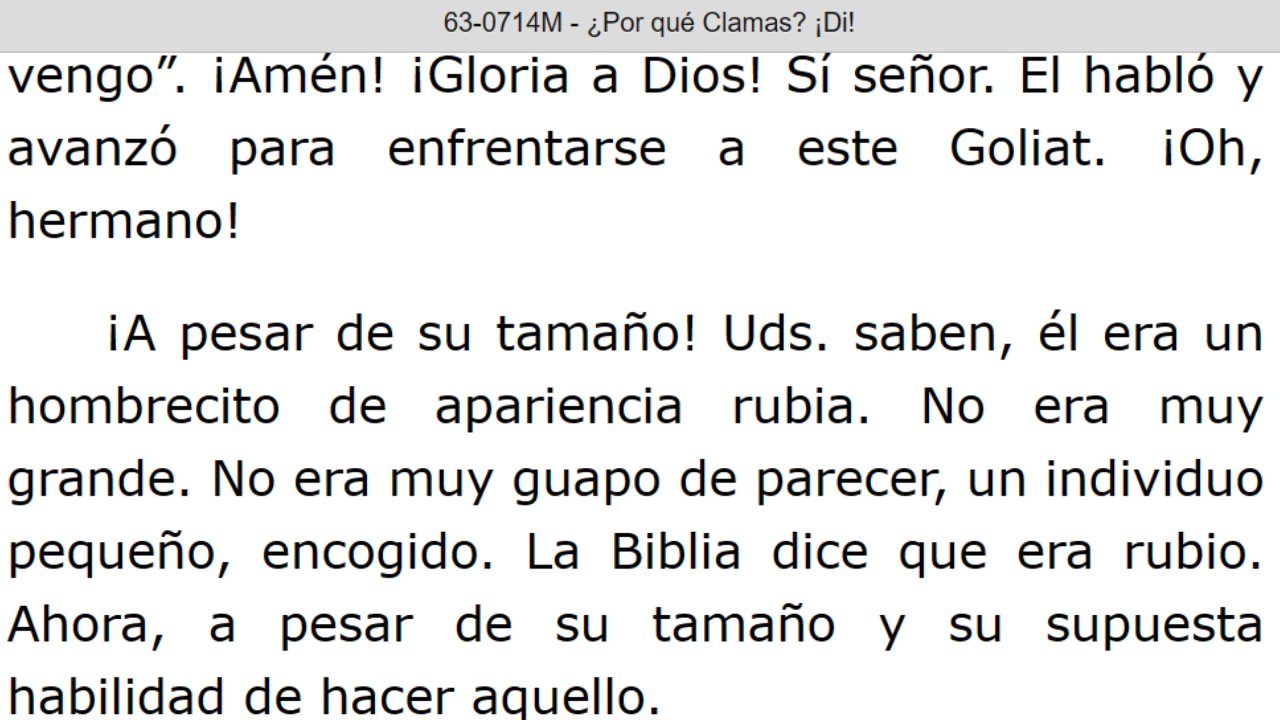 63-0714M - ¿Por qué Clamas? ¡Di!
vengo”. ¡Amén! ¡Gloria a Dios! Sí señor. El habló y
avanzó para enfrentarse a este Goliat. ¡Oh,
hermano!
¡A pesar de su tamaño! Uds. saben, él era un
hombrecito de apariencia rubia. No era muy
grande. No era muy guapo de parecer, un individuo
pequeño, encogido. La Biblia dice que era rubio.
Ahora, a pesar de su tamaño y su supuesta
habilidad de hacer aquello.